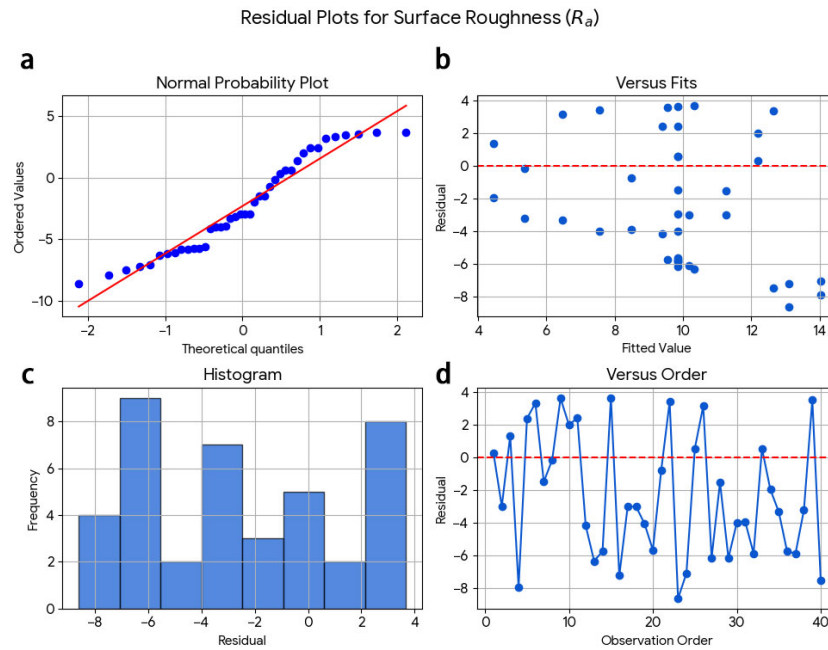 Residual Plots for Surface Roughness (Rₐ)
a
Normal Probability Plot
Ordered Values
5
0
−5
−10
−2
−1
0
1
2
Theoretical quantiles
b
Versus Fits
Residual
4
2
0
−2
−4
−6
−8
4
6
8
10
12
14
Fitted Value
c
Histogram
Frequency
8
6
4
2
0
−8
−6
−4
−2
0
2
4
Residual
d
Versus Order
Residual
4
2
0
−2
−4
−6
−8
0
10
20
30
40
Observation Order